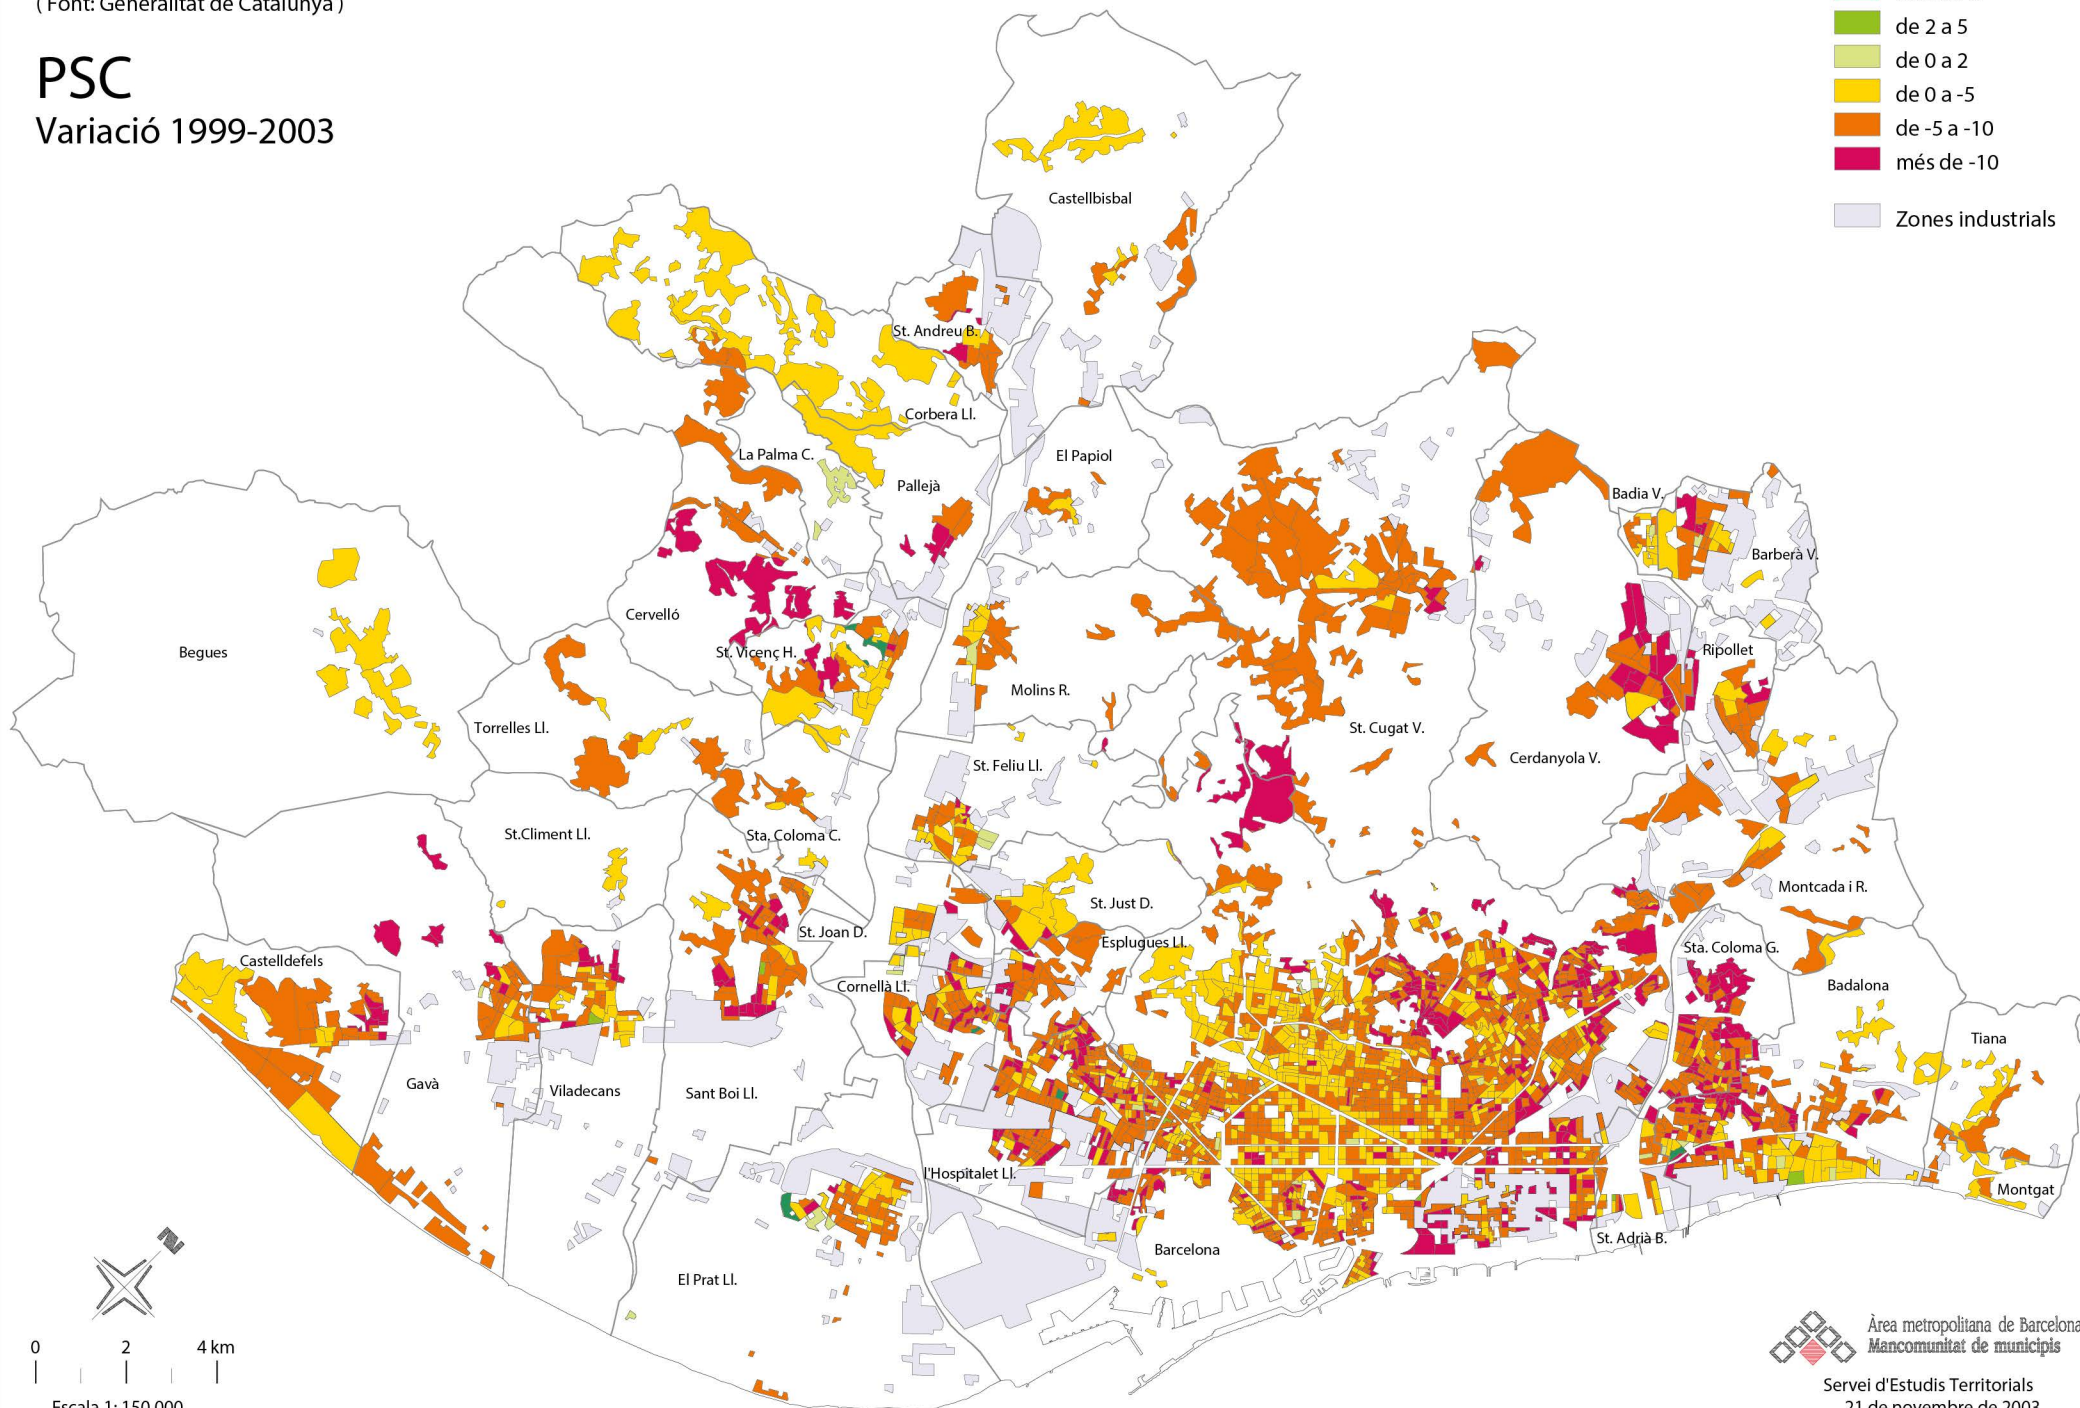 ( Font: Generalitat de Catalunya )
PSC
Variació 1999-2003
de 2 a 5
de 0 a 2
de 0 a -5
de -5 a -10
més de -10
Zones industrials
Castellbisbal
St. Andreu B.
Corbera Ll.
La Palma C.
El Papiol
Pallejà
Badia V.
Barberà V.
Cervelló
Begues
St. Vicenç H.
Ripollet
Molins R.
Torrelles Ll.
St. Cugat V.
Cerdanyola V.
St. Feliu Ll.
St.Climent Ll.
Sta. Coloma C.
Montcada i R.
St. Just D.
St. Joan D.
Esplugues Ll.
Sta. Coloma G.
Castelldefels
Cornellà Ll.
Badalona
Tiana
Gavà
Viladecans
Sant Boi Ll.
l'Hospitalet Ll.
Montgat
St. Adrià B.
Barcelona
El Prat Ll.
N
0 2 4 km
Escala 1: 150.000
Àrea metropolitana de Barcelona
Mancomunitat de municipis
Servei d'Estudis Territorials
21 de novembre de 2003